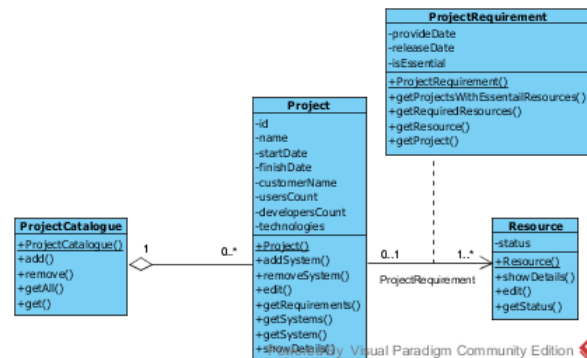 ProjectRequirement
-provideDate
-releaseDate
-isEssential
+ProjectRequirement()
+getProjectsWithEssentailResources()
+getRequiredResources()
+getResource()
+getProject()
Project
-id
-name
-startDate
-finishDate
-customerName
-usersCount
-developersCount
-technologies
+Project()
+addSystem()
+removeSystem()
+edit()
+getRequirements()
+getSystems()
+getSystem()
+showDetails()
ProjectCatalogue
+ProjectCatalogue()
+add()
+remove()
+getAll()
+get()
1
0..*
0..1
1..*
ProjectRequirement
Resource
-status
+Resource()
+showDetails()
+edit()
+getStatus()
Visual Paradigm Community Edition